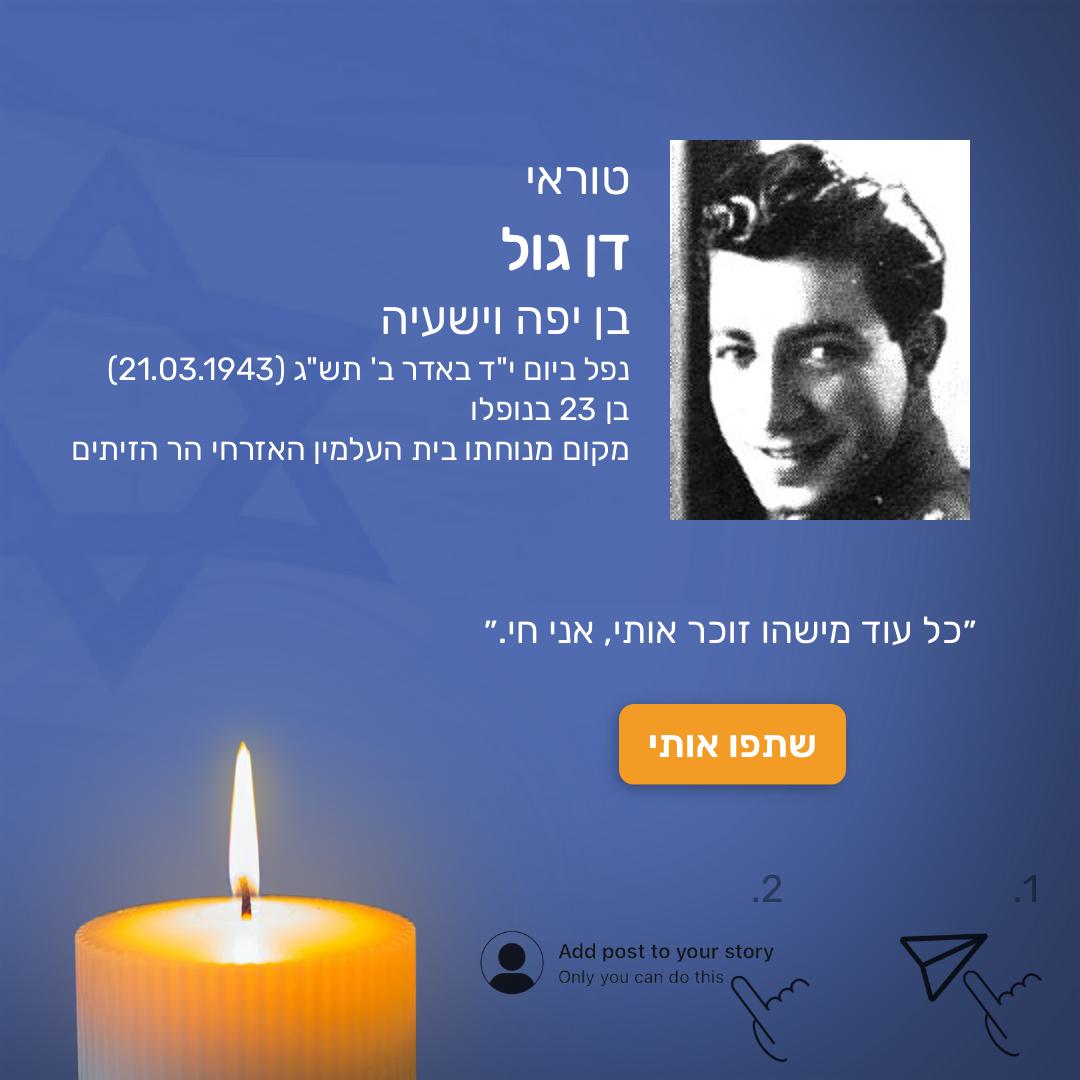 טוראי
דן גול
בן יפה וישעיה
נפל ביום י"ד באדר ב' תש"ג (21.03.1943)
בן 23 בנופלו
מקום מנוחתו בית העלמין האזרחי הר הזיתים
״כל עוד מישהו זוכר אותי, אני חי.״
שתפו אותי
.1
.2
Add post to your story
Only you can do this